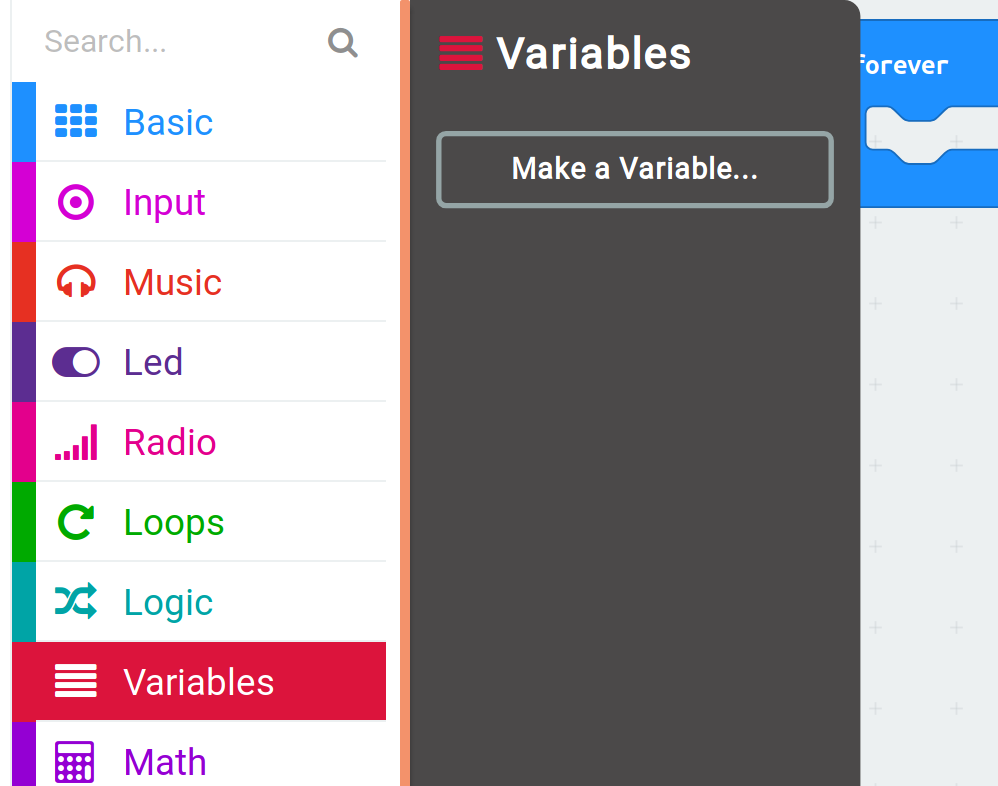 Search...
Basic
Input
Music
Led
Radio
Loops
Logic
Variables
Math
Variables
Make a Variable...
forever